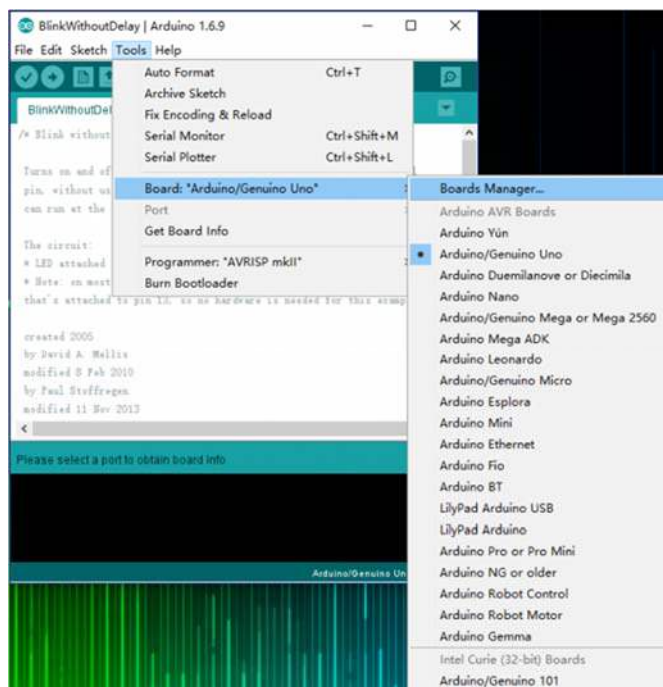 BlinkWithoutDelay | Arduino 1.6.9
File Edit Sketch Tools Help
BlinkWithoutDel
Auto Format Ctrl+T
Archive Sketch
Fix Encoding & Reload
Serial Monitor Ctrl+Shift+M
Serial Plotter Ctrl+Shift+L
Board: "Arduino/Genuino Uno"
Port
Get Board Info
Programmer: "AVRISP mkII"
Burn Bootloader
/* Blink without
Turns on and of
pin, without us
can run at the
The circuit:
* LED attached
* Note: on most
that's attached to pin 13, so no hardware is needed for this examp
created 2005
by David A. Mellis
modified 8 Feb 2010
by Paul Stoffregen
modified 11 Nov 2013
Please select a port to obtain board info
Arduino/Genuino Un
Boards Manager...
Arduino AVR Boards
Arduino Yún
Arduino/Genuino Uno
Arduino Duemilanove or Diecimila
Arduino Nano
Arduino/Genuino Mega or Mega 2560
Arduino Mega ADK
Arduino Leonardo
Arduino/Genuino Micro
Arduino Esplora
Arduino Mini
Arduino Ethernet
Arduino Fio
Arduino BT
LilyPad Arduino USB
LilyPad Arduino
Arduino Pro or Pro Mini
Arduino NG or older
Arduino Robot Control
Arduino Robot Motor
Arduino Gemma
Intel Curie (32-bit) Boards
Arduino/Genuino 101